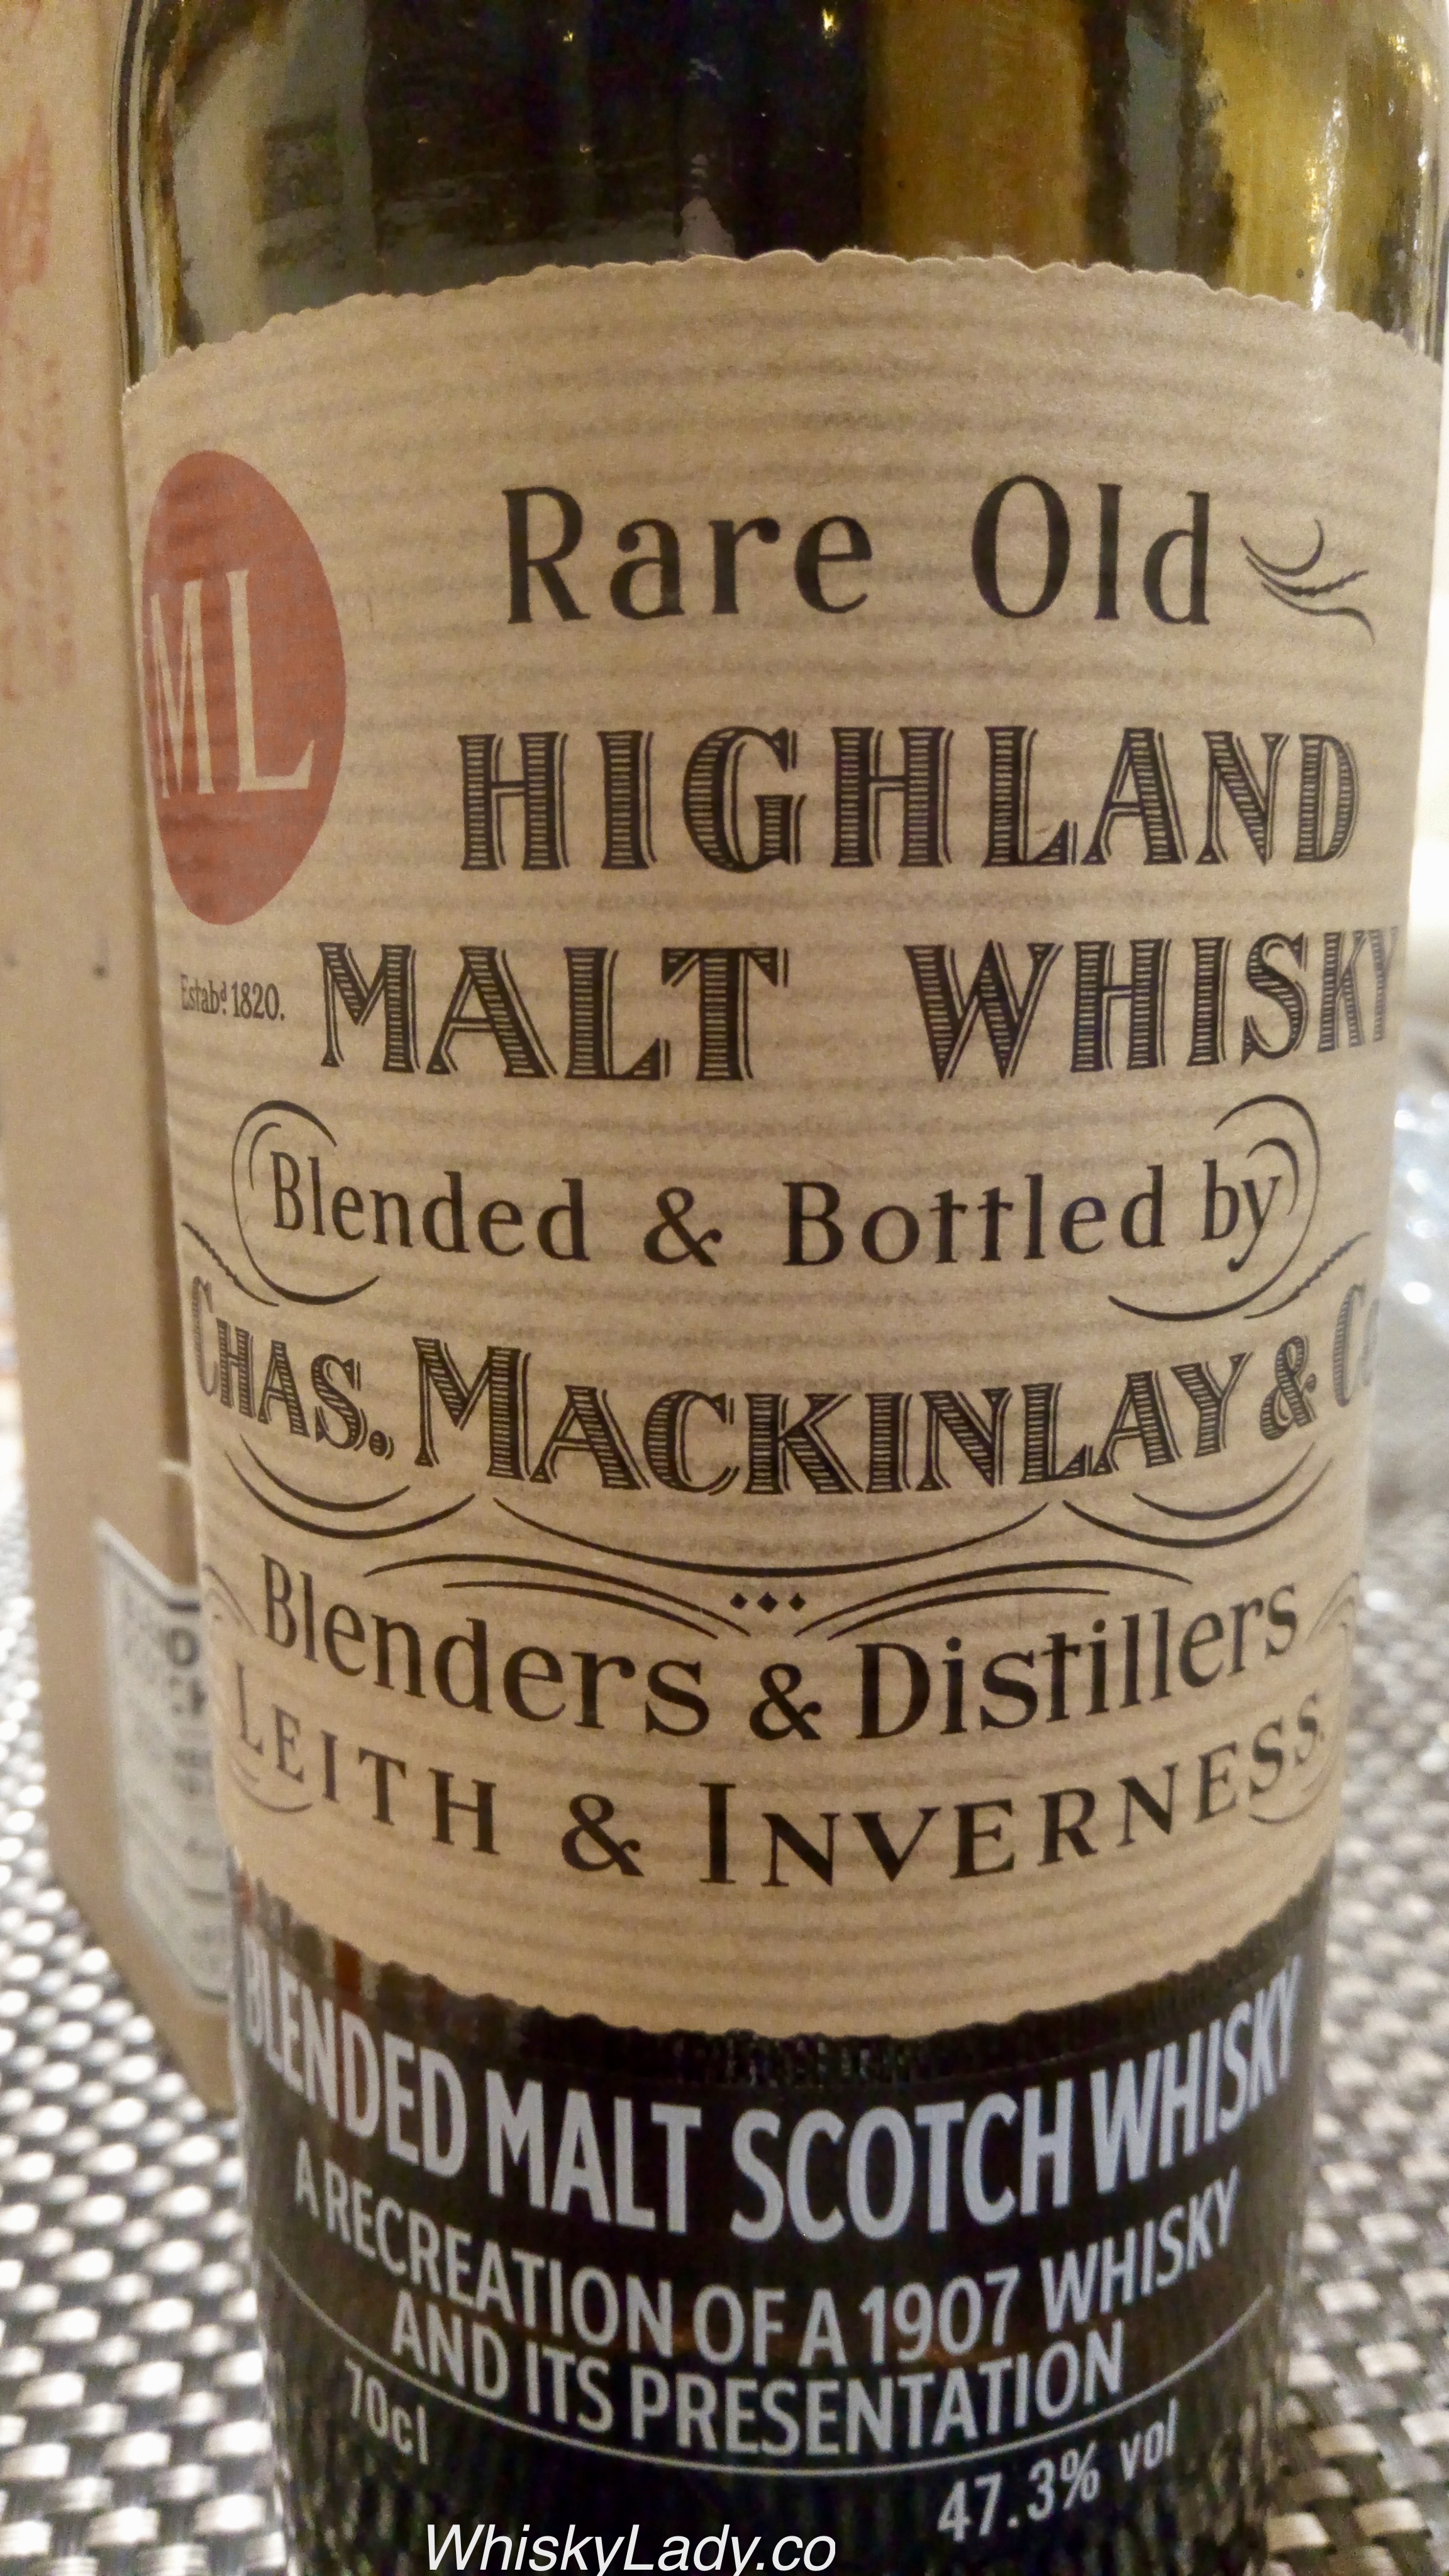 Rare Old
ML
HIGHLAND
Estabd. 1820.
MALT WHISKY
Blended & Bottled by
CHAS. MACKINLAY & Co
Blenders & Distillers
LEITH & INVERNESS.
BLENDED MALT SCOTCH WHISKY
A RECREATION OF A 1907 WHISKY
AND ITS PRESENTATION
70cl
47.3% vol
WhiskyLady.co